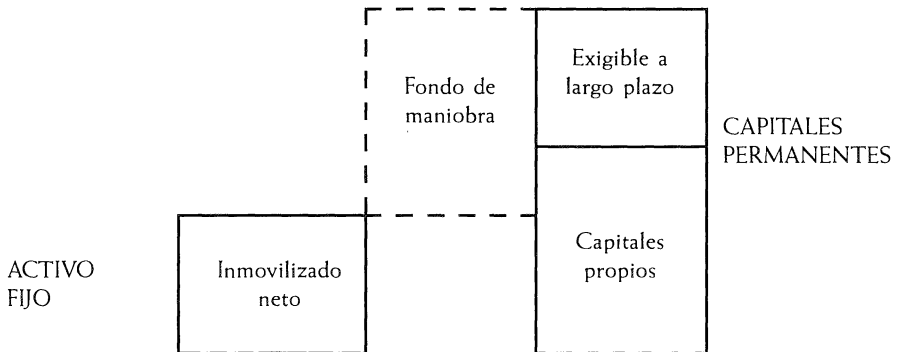 Fondo de
maniobra
Exigible a
largo plazo
CAPITALES
PERMANENTES
Capitales
propios
ACTIVO
FIJO
Inmovilizado
neto